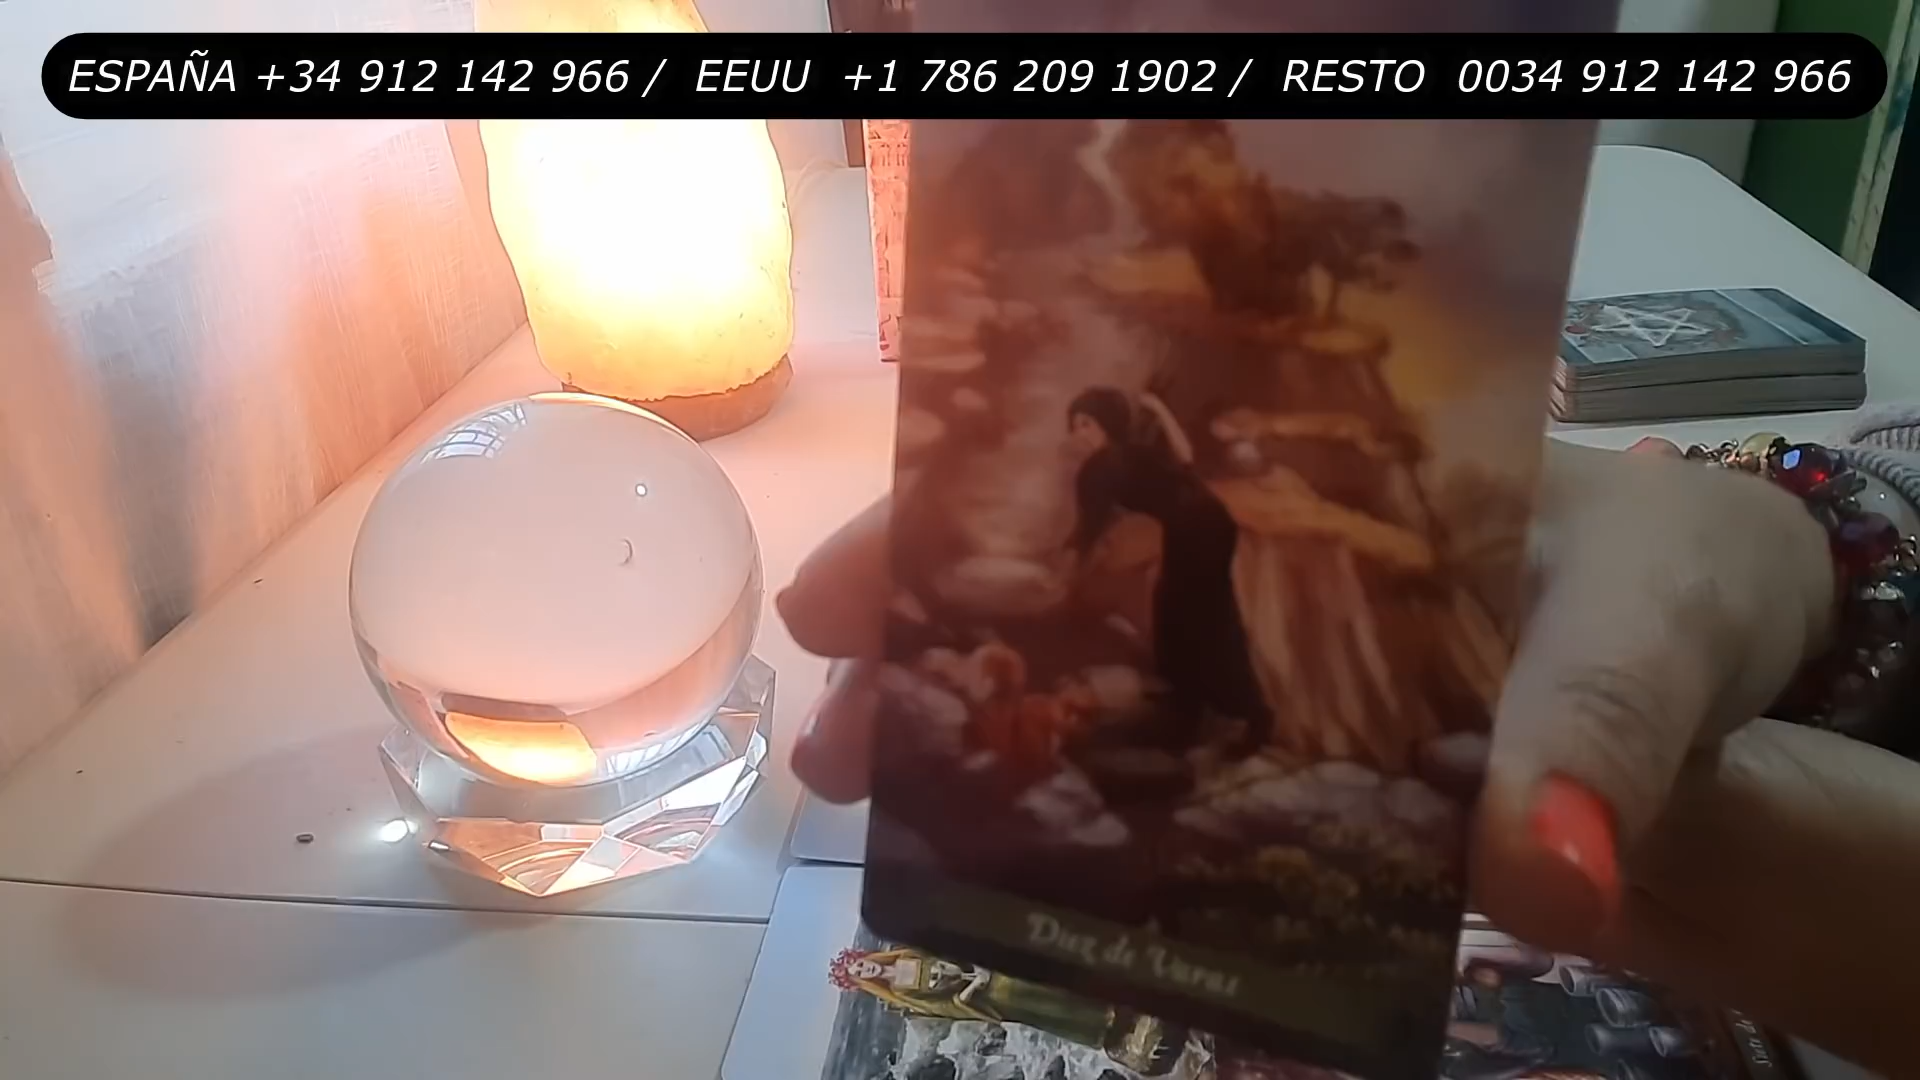 ESPAÑA +34 912 142 966 / EEUU +1 786 209 1902 / RESTO 0034 912 142 966
Diez de Varas